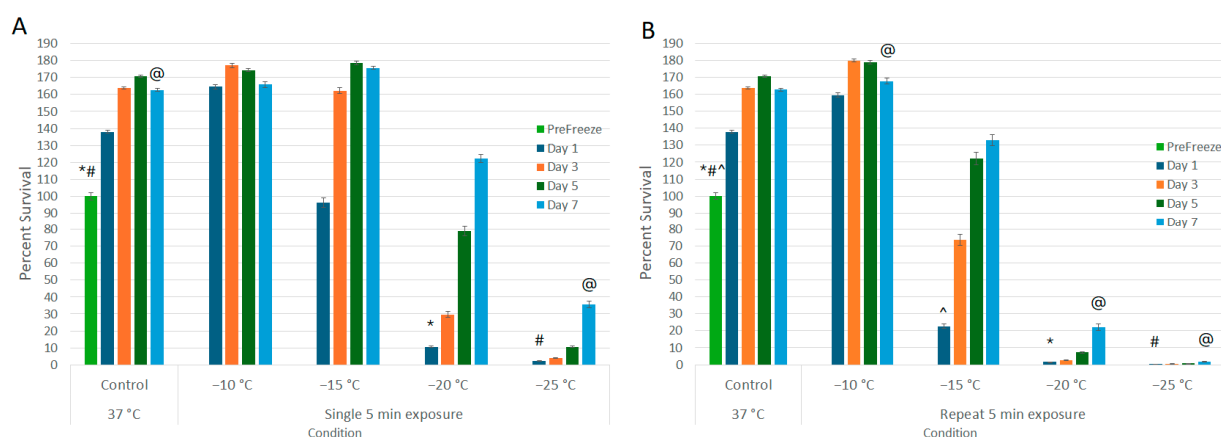 A
Percent Survival
190
180
170
160
150
140
130
120
110
100
90
80
70
60
50
40
30
20
10
0
*#
@
*
#
@
PreFreeze
Day 1
Day 3
Day 5
Day 7
Control
−10 °C
−15 °C
−20 °C
−25 °C
37 °C
Single 5 min exposure
Condition
B
Percent Survival
190
180
170
160
150
140
130
120
110
100
90
80
70
60
50
40
30
20
10
0
*#^
@
^
*
@
#
@
PreFreeze
Day 1
Day 3
Day 5
Day 7
Control
−10 °C
−15 °C
−20 °C
−25 °C
37 °C
Repeat 5 min exposure
Condition